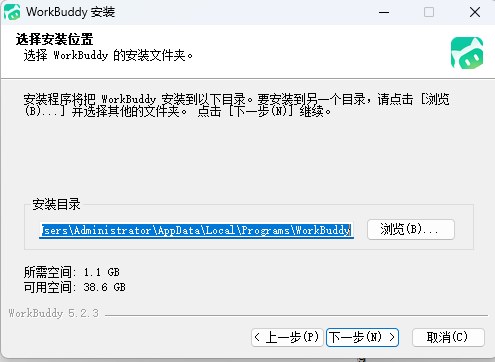 WorkBuddy 安装
选择安装位置
选择 WorkBuddy 的安装文件夹。
安装程序将把 WorkBuddy 安装到以下目录。要安装到另一个目录，请点击 [浏览
(B)...] 并选择其他的文件夹。 点击 [下一步(N)] 继续。
安装目录
Jsers\Administrator\AppData\Local\Programs\WorkBuddy
浏览(B)...
所需空间: 1.1 GB
可用空间: 38.6 GB
WorkBuddy 5.2.3
< 上一步(P)
下一步(N) >
取消(C)